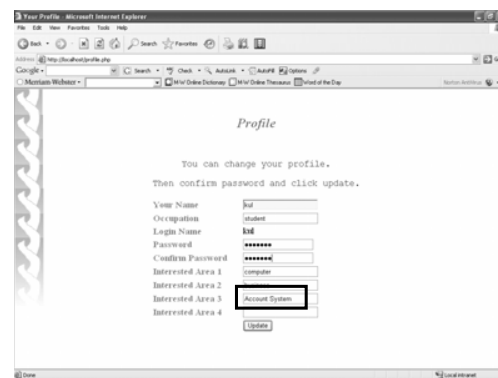 Your Profile - Microsoft Internet Explorer
File Edit View Favorites Tools Help
Back Search Favorites
Address http://localhost/profile.php
Google Search Check AutoLink AutoFill Options
Merriam-Webster M-W Online Dictionary M-W Online Thesaurus Word of the Day Norton AntiVirus
Profile
You can change your profile.
Then confirm password and click update.
Your Name kul
Occupation student
Login Name kul
Password •••••••
Confirm Password •••••••
Interested Area 1 computer
Interested Area 2
Interested Area 3 Account System
Interested Area 4
Update
Done Local intranet